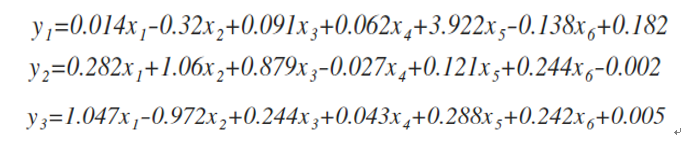 y₁=0.014x₁-0.32x₂+0.091x₃+0.062x₄+3.922x₅-0.138x₆+0.182
y₂=0.282x₁+1.06x₂+0.879x₃-0.027x₄+0.121x₅+0.244x₆-0.002
y₃=1.047x₁-0.972x₂+0.244x₃+0.043x₄+0.288x₅+0.242x₆+0.005